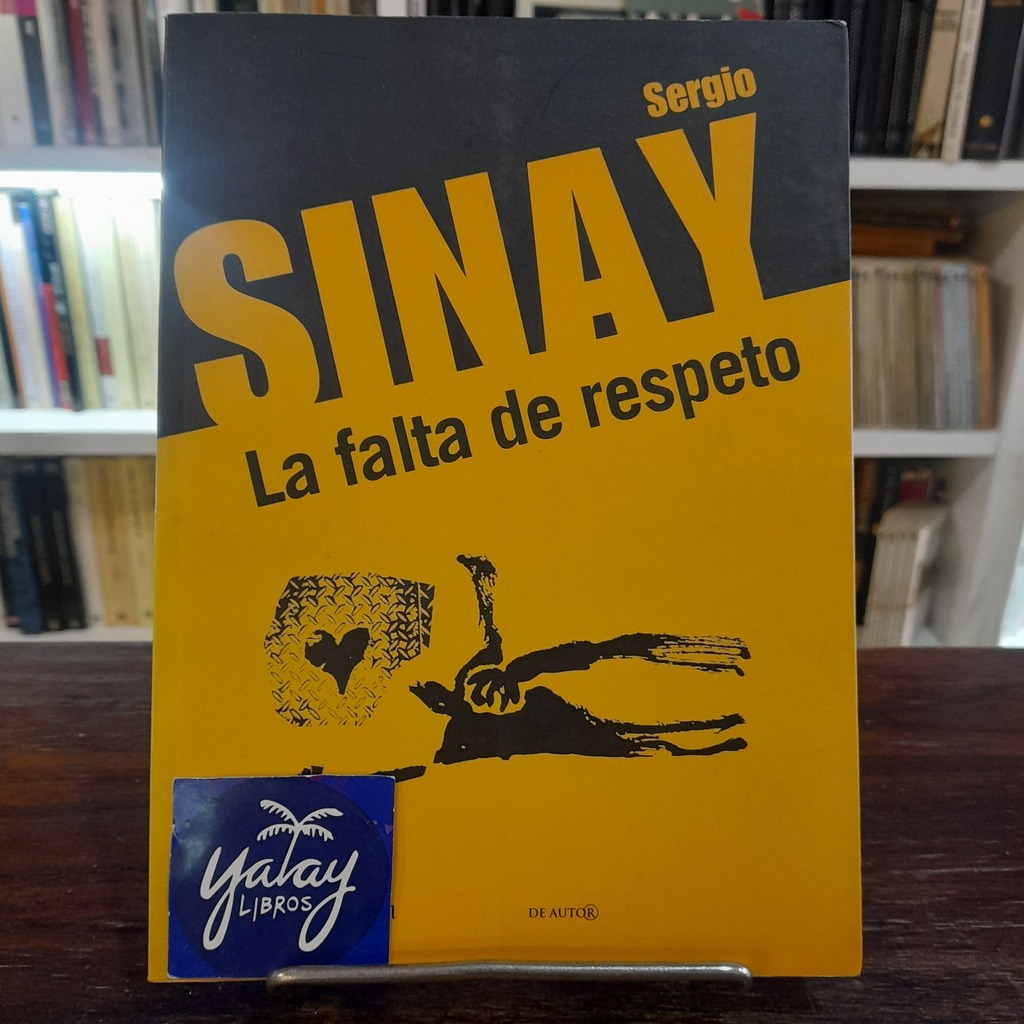 Sergio
SINAY
La falta de respeto
yatay
LIBROS
DE AUTOR